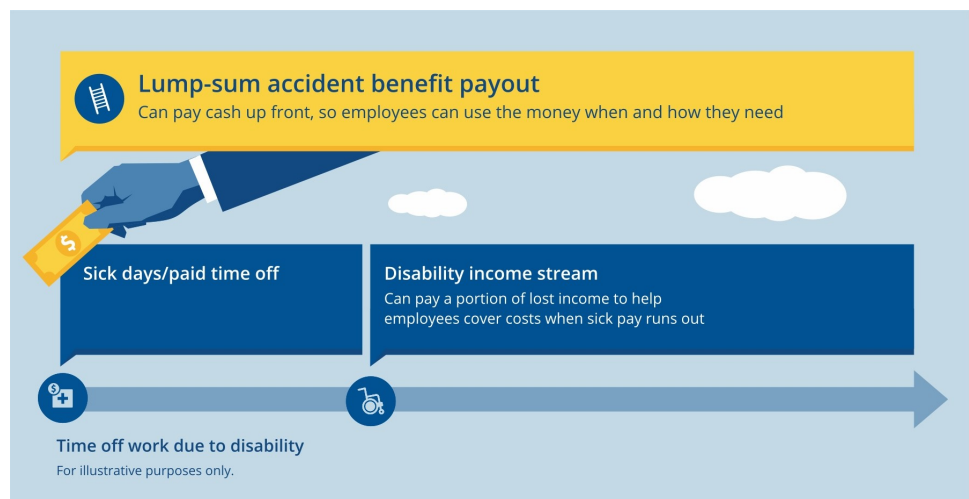 Lump-sum accident benefit payout
Can pay cash up front, so employees can use the money when and how they need
$
Sick days/paid time off
Disability income stream
Can pay a portion of lost income to help
employees cover costs when sick pay runs out
$
Time off work due to disability
For illustrative purposes only.